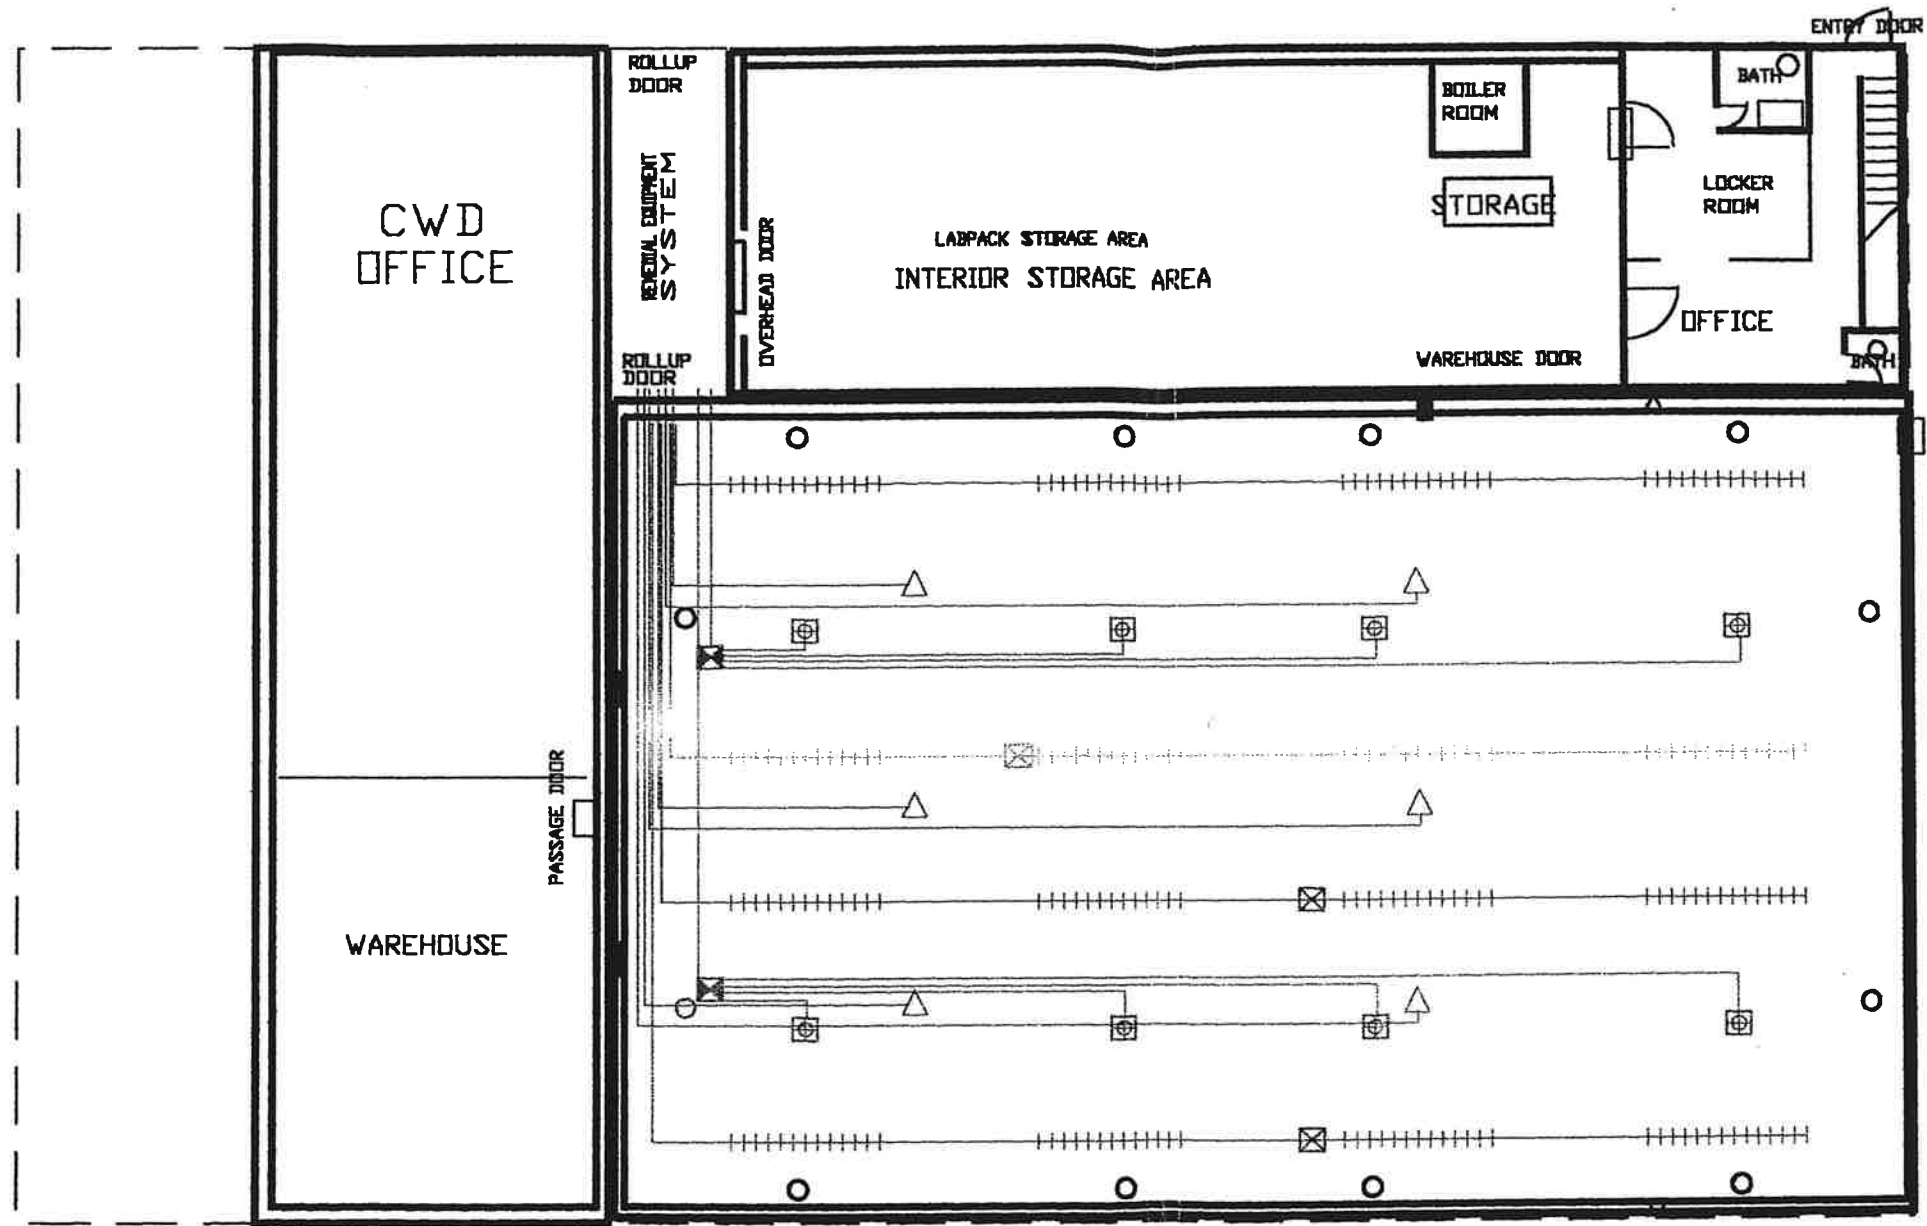 ENTRY DOOR
ROLLUP
DOOR
BATH
BOILER
ROOM
REMEDIAL EQUIPMENT
SYSTEM
LOCKER
ROOM
CWD
OFFICE
STORAGE
OVERHEAD DOOR
LABPACK STORAGE AREA
INTERIOR STORAGE AREA
OFFICE
ROLLUP
DOOR
WAREHOUSE DOOR
BATH
PASSAGE DOOR
WAREHOUSE